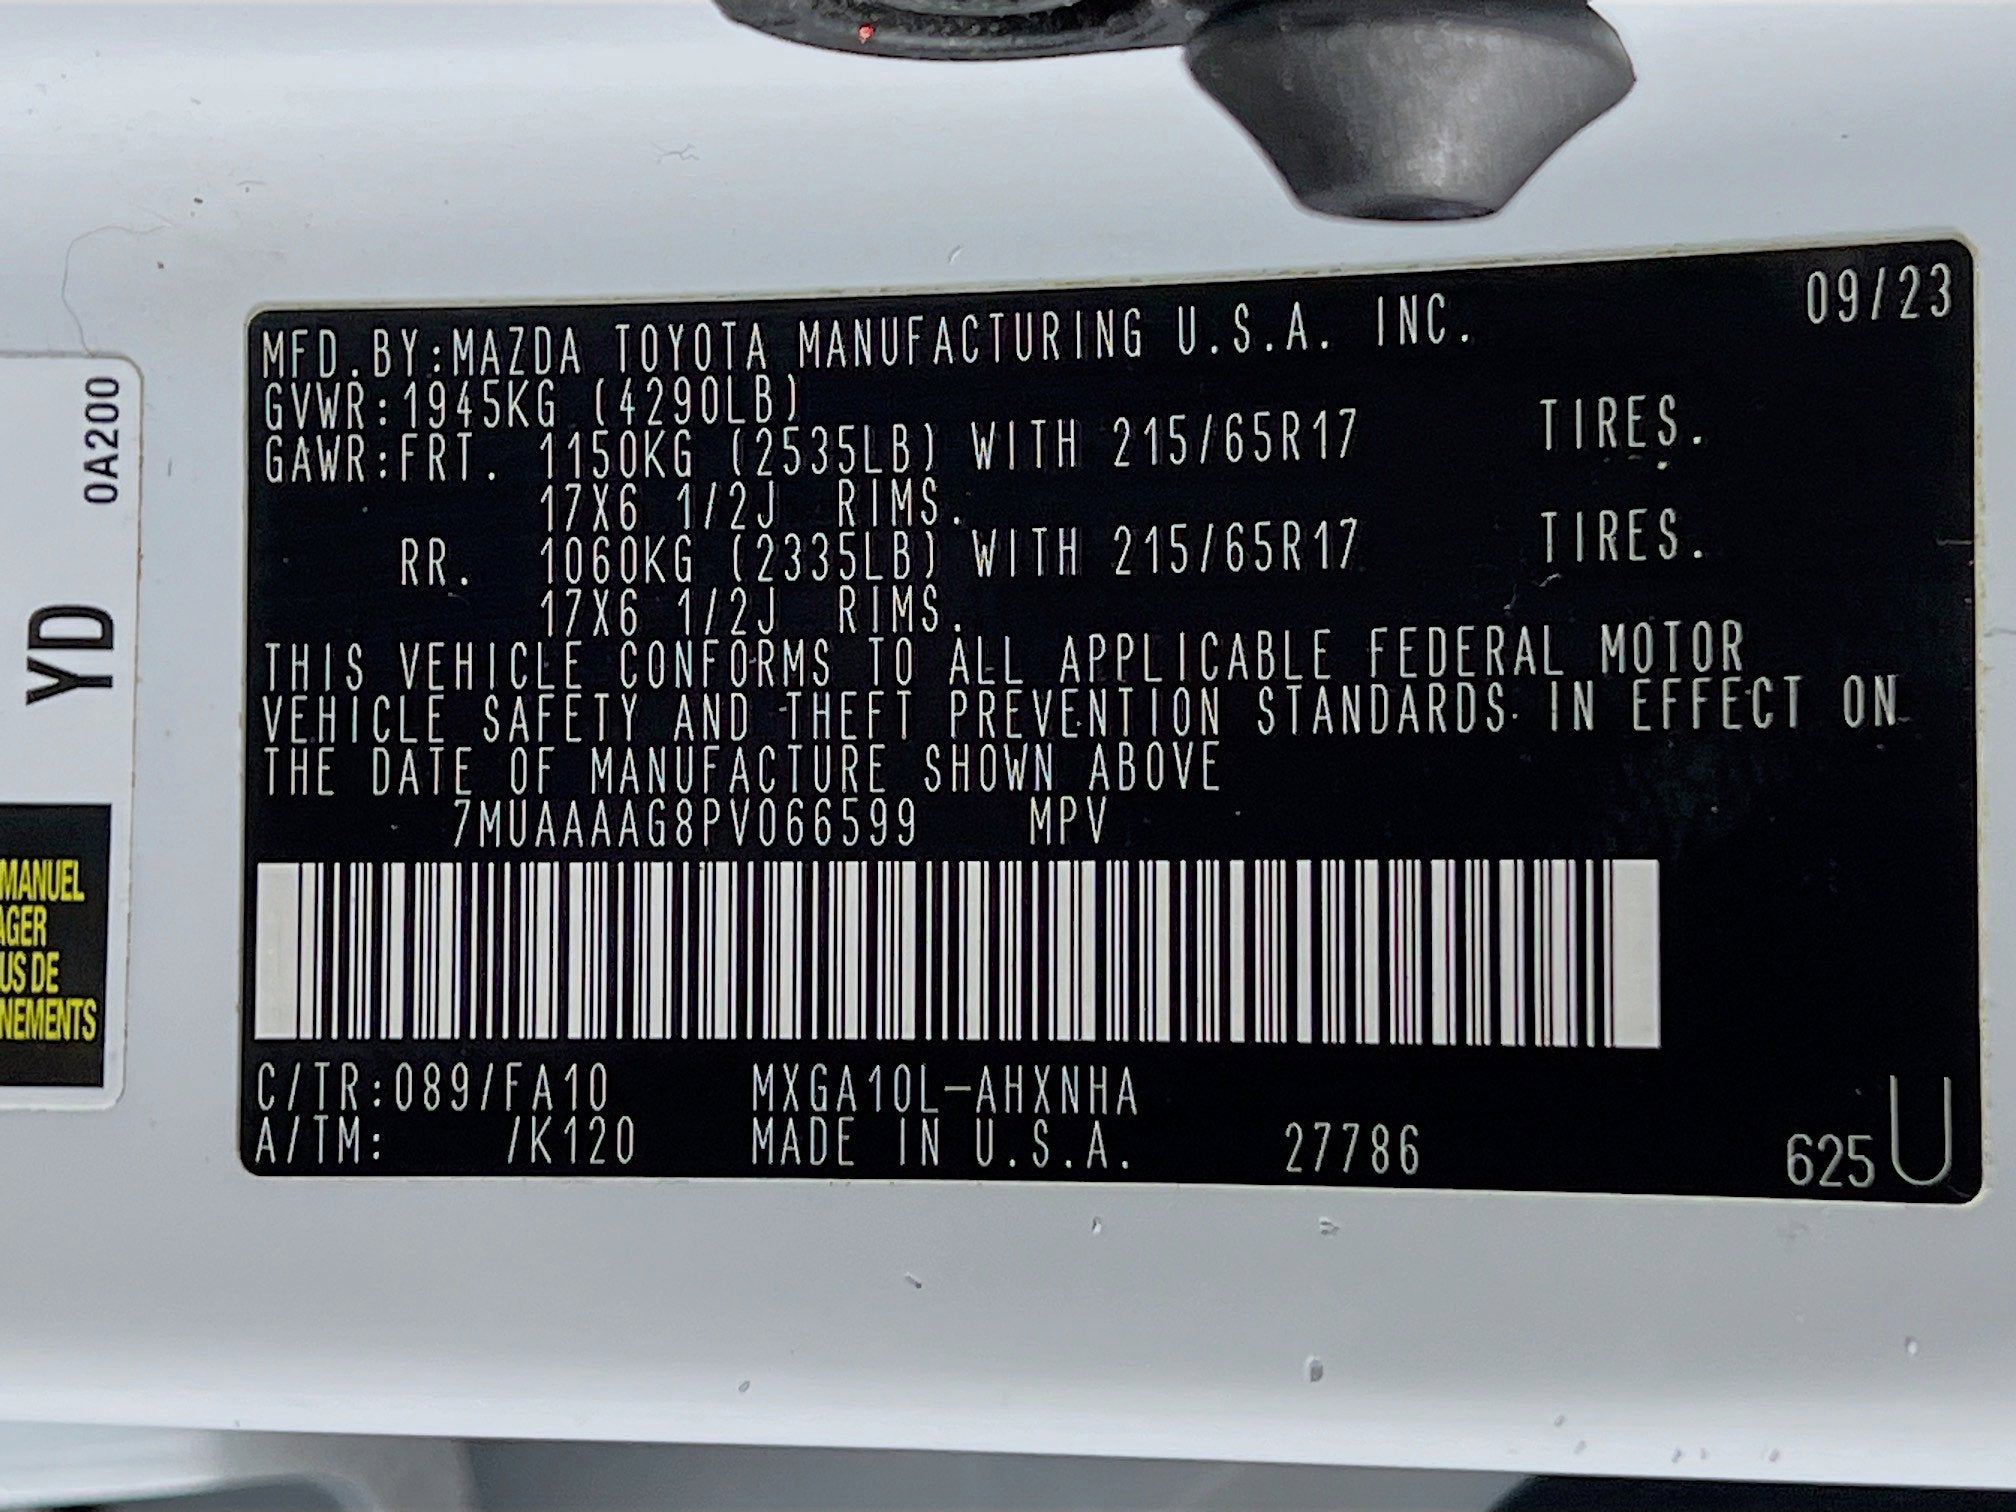 09/23
MFD.BY:MAZDA TOYOTA MANUFACTURING U.S.A. INC.
GVWR:1945KG (4290LB)
GAWR:FRT. 1150KG (2535LB) WITH 215/65R17 TIRES.
17X6 1/2J RIMS.
RR. 1060KG (2335LB) WITH 215/65R17 TIRES.
17X6 1/2J RIMS.
THIS VEHICLE CONFORMS TO ALL APPLICABLE FEDERAL MOTOR
VEHICLE SAFETY AND THEFT PREVENTION STANDARDS IN EFFECT ON
THE DATE OF MANUFACTURE SHOWN ABOVE
7MUAAAAG8PV066599 MPV
C/TR:089/FA10 MXGA10L-AHXNHA
A/TM: /K120 MADE IN U.S.A. 27786 625 U
0A200
YD
MANUEL
AGER
US DE
NEMENTS